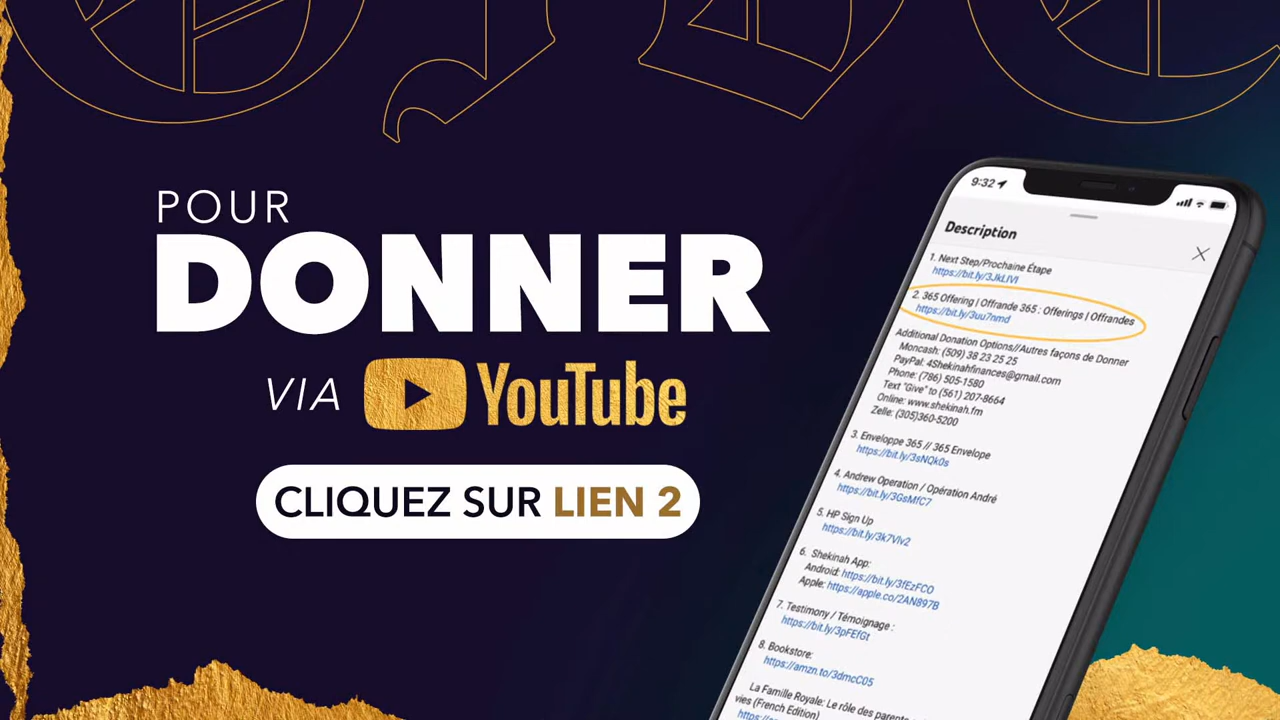 POUR
DONNER
VIA YouTube
CLIQUEZ SUR LIEN 2
9:32
Description
1. Next Step/Prochaine Étape
https://bit.ly/3JkLIVl
2. 365 Offering | Offrande 365 : Offerings | Offrandes
https://bit.ly/3uu7nmd
Additional Donation Options//Autres façons de Donner
Moncash: (509) 38 23 25 25
PayPal: 4Shekinahfinances@gmail.com
Phone: (786) 505-1580
Text "Give" to (561) 207-8664
Online: www.shekinah.fm
Zelle: (305)360-5200
3. Enveloppe 365 // 365 Envelope
https://bit.ly/3sNQk0s
4. Andrew Operation / Opération André
https://bit.ly/3GsMfC7
5. HP Sign Up
https://bit.ly/3k7Vlv2
6. Shekinah App:
Android: https://bit.ly/3fEzFCO
Apple: https://apple.co/2AN897B
7. Testimony / Témoignage :
https://bit.ly/3pFEfGt
8. Bookstore:
https://amzn.to/3dmcC05
La Famille Royale: Le rôle des parents
vies (French Edition)